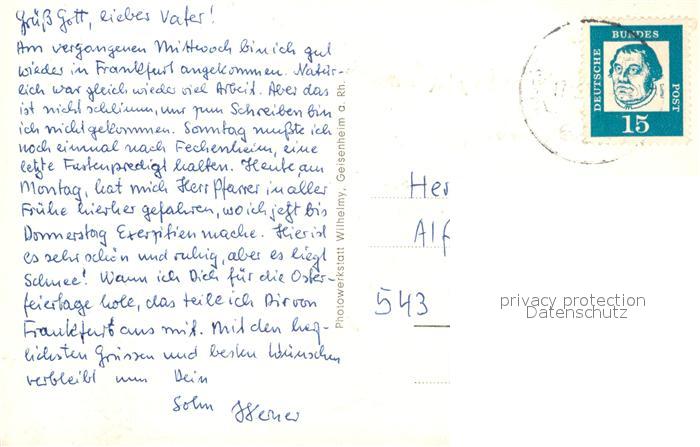 Grüß Gott, lieber Vater!
Am vergangenen Mittwoch bin ich gut
wieder in Frankfurt angekommen. Natür-
lich war gleich wieder viel Arbeit. Aber das
ist nicht schlimm, nur zum Schreiben bin
ich nicht gekommen. Sonntag mußte ich
noch einmal nach Fechenheim, eine
letzte Fastenpredigt halten. Heute, am
Montag, hat mich Herr Pfarrer in aller
Frühe hierher gefahren, wo ich jetzt bis
Donnerstag Exerzitien mache. Hier ist
es sehr schön und ruhig, aber es liegt
Schnee! Wann ich Dich für die Oster-
feiertage hole, das teile ich Dir von
Frankfurt aus mit. Mit den herz-
lichsten Grüssen und besten Wünschen
verbleibt nun Dein
Sohn Werner
Photowerkstatt Wilhelmy, Geisenheim a. Rh.
DEUTSCHE
BUNDES
POST
15
17
Her
Alf
543
privacy protection
Datenschutz